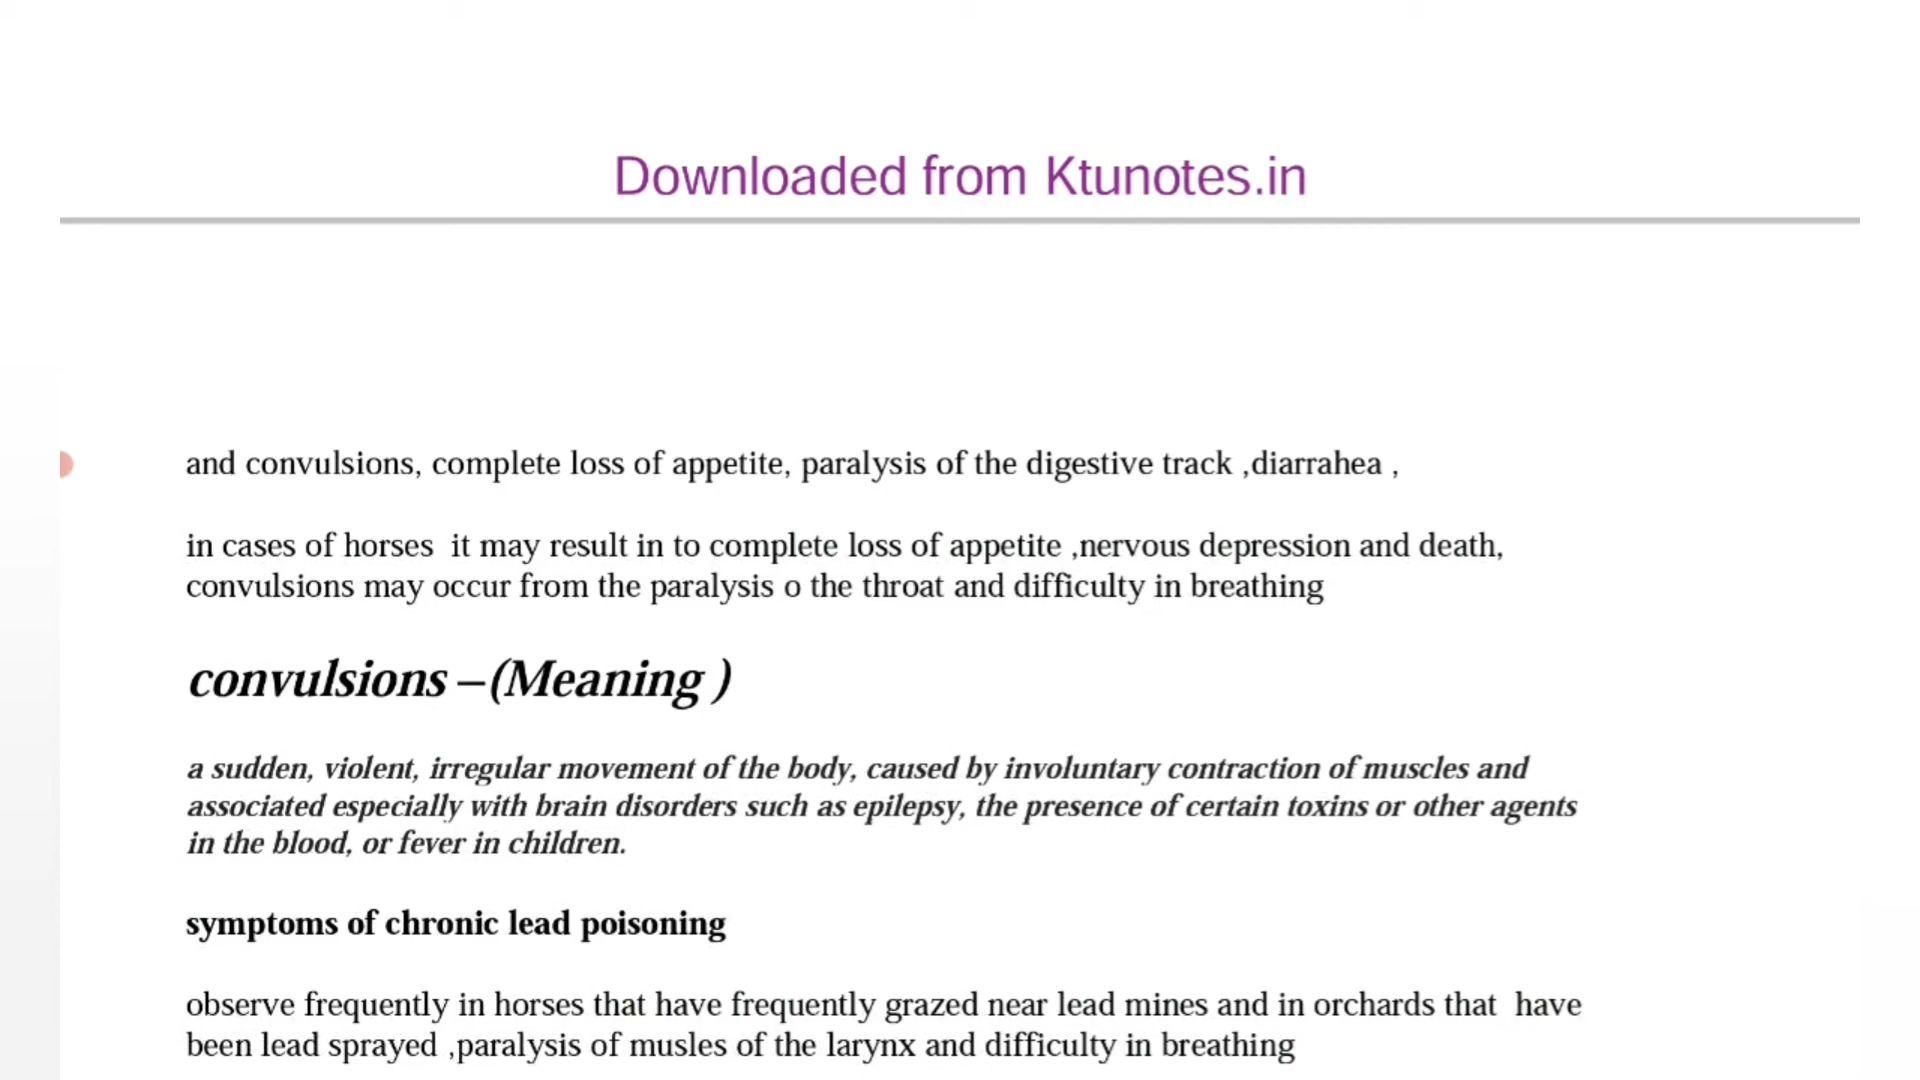 Downloaded from Ktunotes.in
and convulsions, complete loss of appetite, paralysis of the digestive track ,diarrahea ,
in cases of horses  it may result in to complete loss of appetite ,nervous depression and death,
convulsions may occur from the paralysis o the throat and difficulty in breathing
convulsions –(Meaning )
a sudden, violent, irregular movement of the body, caused by involuntary contraction of muscles and
associated especially with brain disorders such as epilepsy, the presence of certain toxins or other agents
in the blood, or fever in children.
symptoms of chronic lead poisoning
observe frequently in horses that have frequently grazed near lead mines and in orchards that  have
been lead sprayed ,paralysis of musles of the larynx and difficulty in breathing